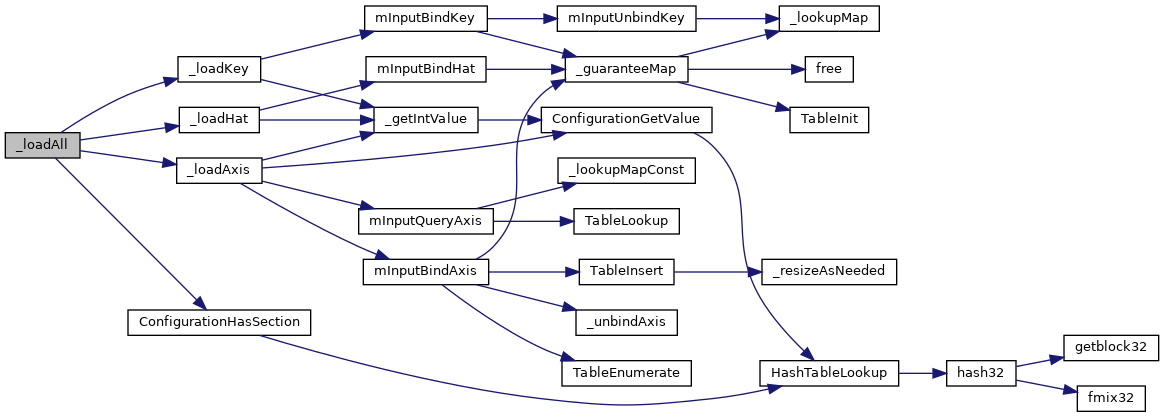 _loadAll
_loadKey
_loadHat
_loadAxis
ConfigurationHasSection
mInputBindKey
mInputBindHat
_getIntValue
mInputQueryAxis
mInputBindAxis
mInputUnbindKey
_guaranteeMap
ConfigurationGetValue
_lookupMapConst
TableLookup
TableInsert
_unbindAxis
TableEnumerate
_lookupMap
free
TableInit
_resizeAsNeeded
HashTableLookup
hash32
getblock32
fmix32